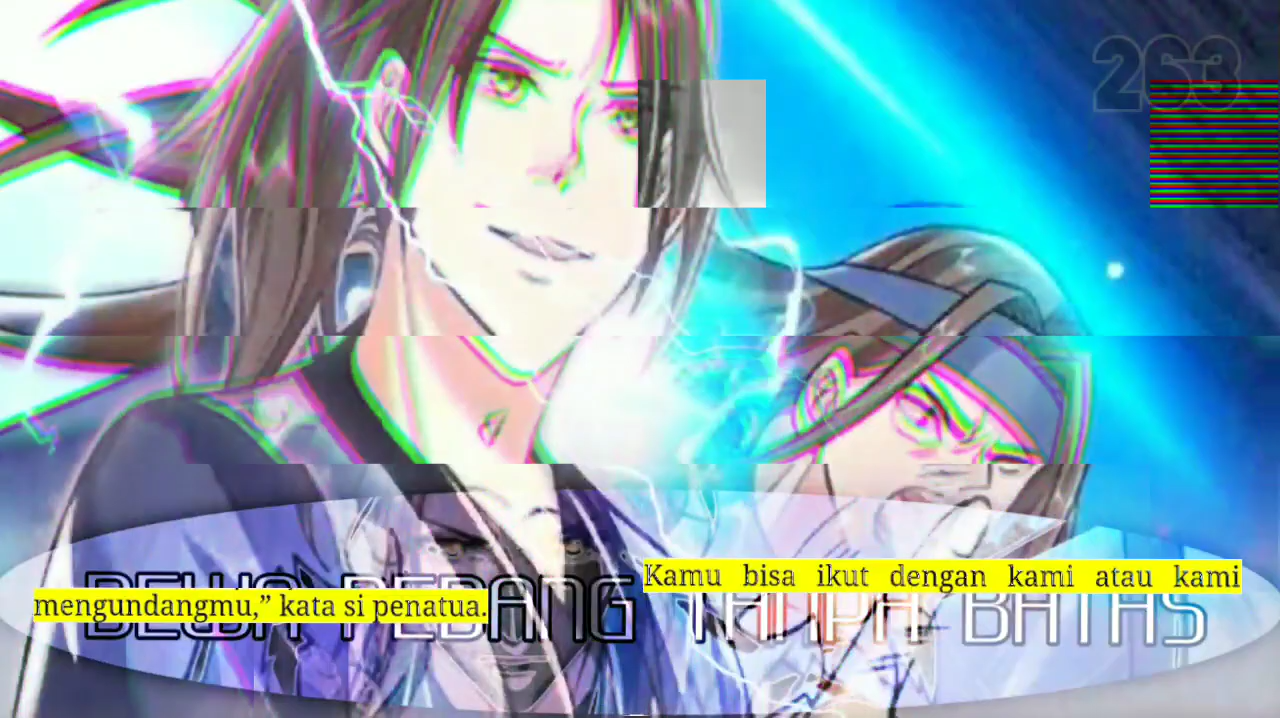 263
Kamu bisa ikut dengan kami atau kami
mengundangmu,” kata si penatua.
DEWA PEDANG TANPA BATAS